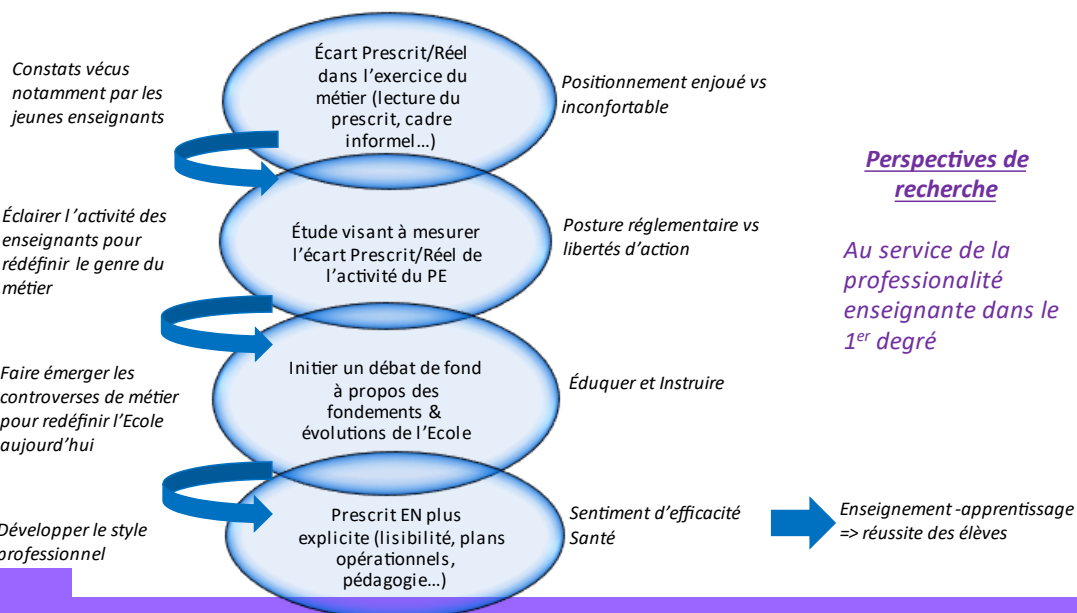 Constats vécus
notamment par les
jeunes enseignants
Écart Prescrit/Réel
dans l'exercice du
métier (lecture du
prescrit, cadre
informel…)
Positionnement enjoué vs
inconfortable
Éclairer l'activité des
enseignants pour
rédéfinir le genre du
métier
Étude visant à mesurer
l'écart Prescrit/Réel de
l'activité du PE
Posture réglementaire vs
libertés d'action
Faire émerger les
controverses de métier
pour redéfinir l'Ecole
aujourd'hui
Initier un débat de fond
à propos des
fondements &
évolutions de l'Ecole
Éduquer et Instruire
Développer le style
professionnel
Prescrit EN plus
explicite (lisibilité, plans
opérationnels,
pédagogie…)
Sentiment d'efficacité
Santé
Enseignement -apprentissage
=> réussite des élèves
Perspectives de
recherche
Au service de la
professionalité
enseignante dans le
1er degré